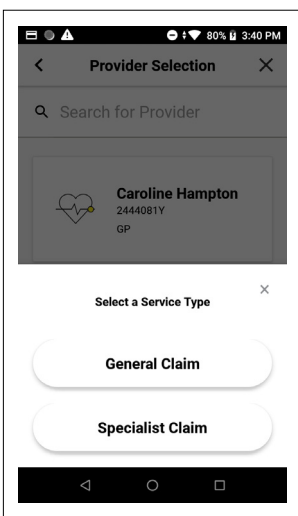 80% 3:40 PM
Provider Selection
Search for Provider
Caroline Hampton
2444081Y
GP
Select a Service Type
General Claim
Specialist Claim